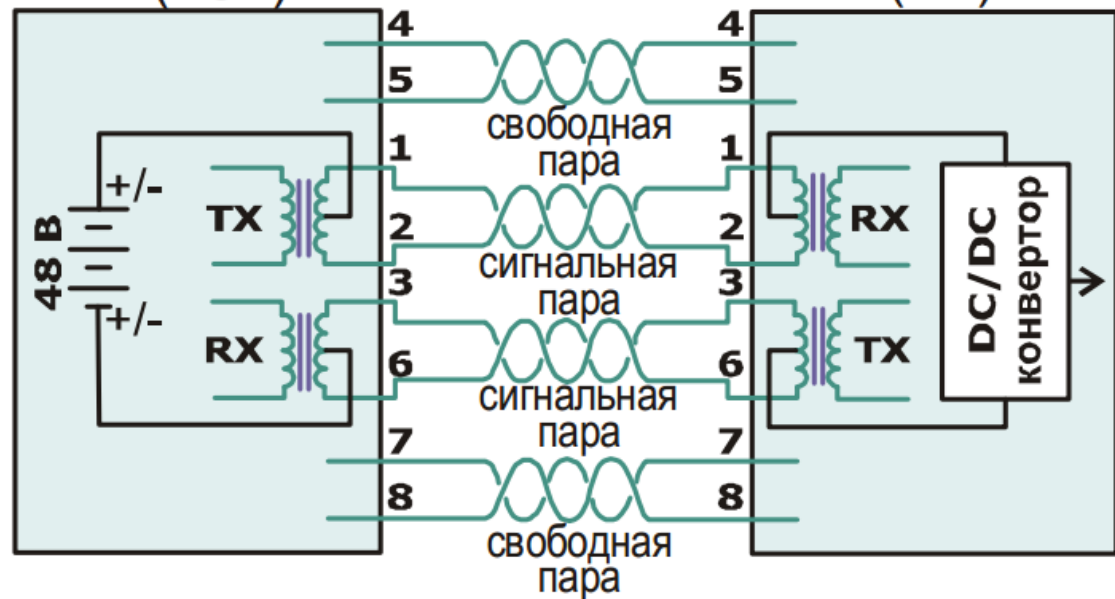 4
5
свободная
пара
4
5
+/-
48 В
+/-
TX
RX
1
2
3
6
сигнальная
пара
сигнальная
пара
1
2
3
6
RX
TX
DC/DC
конвертор
7
8
свободная
пара
7
8